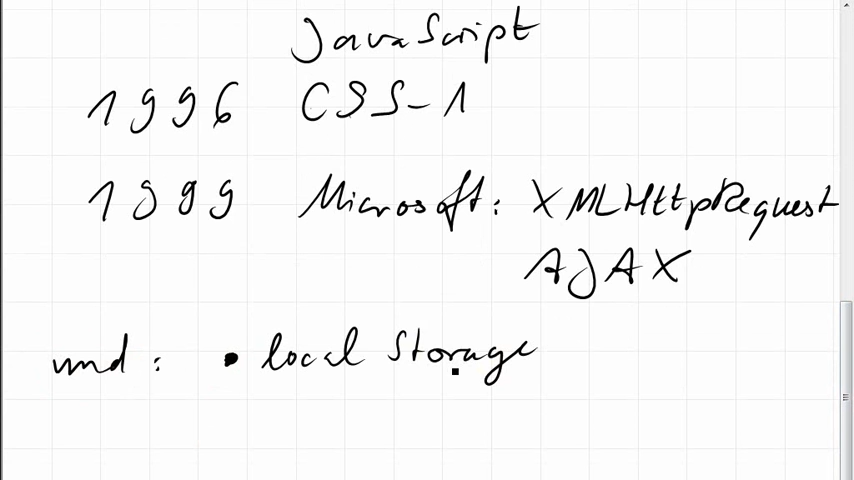 JavaScript
1996 CSS-1
1999 Microsoft: XMLHttpRequest
AJAX
und: • local Storage